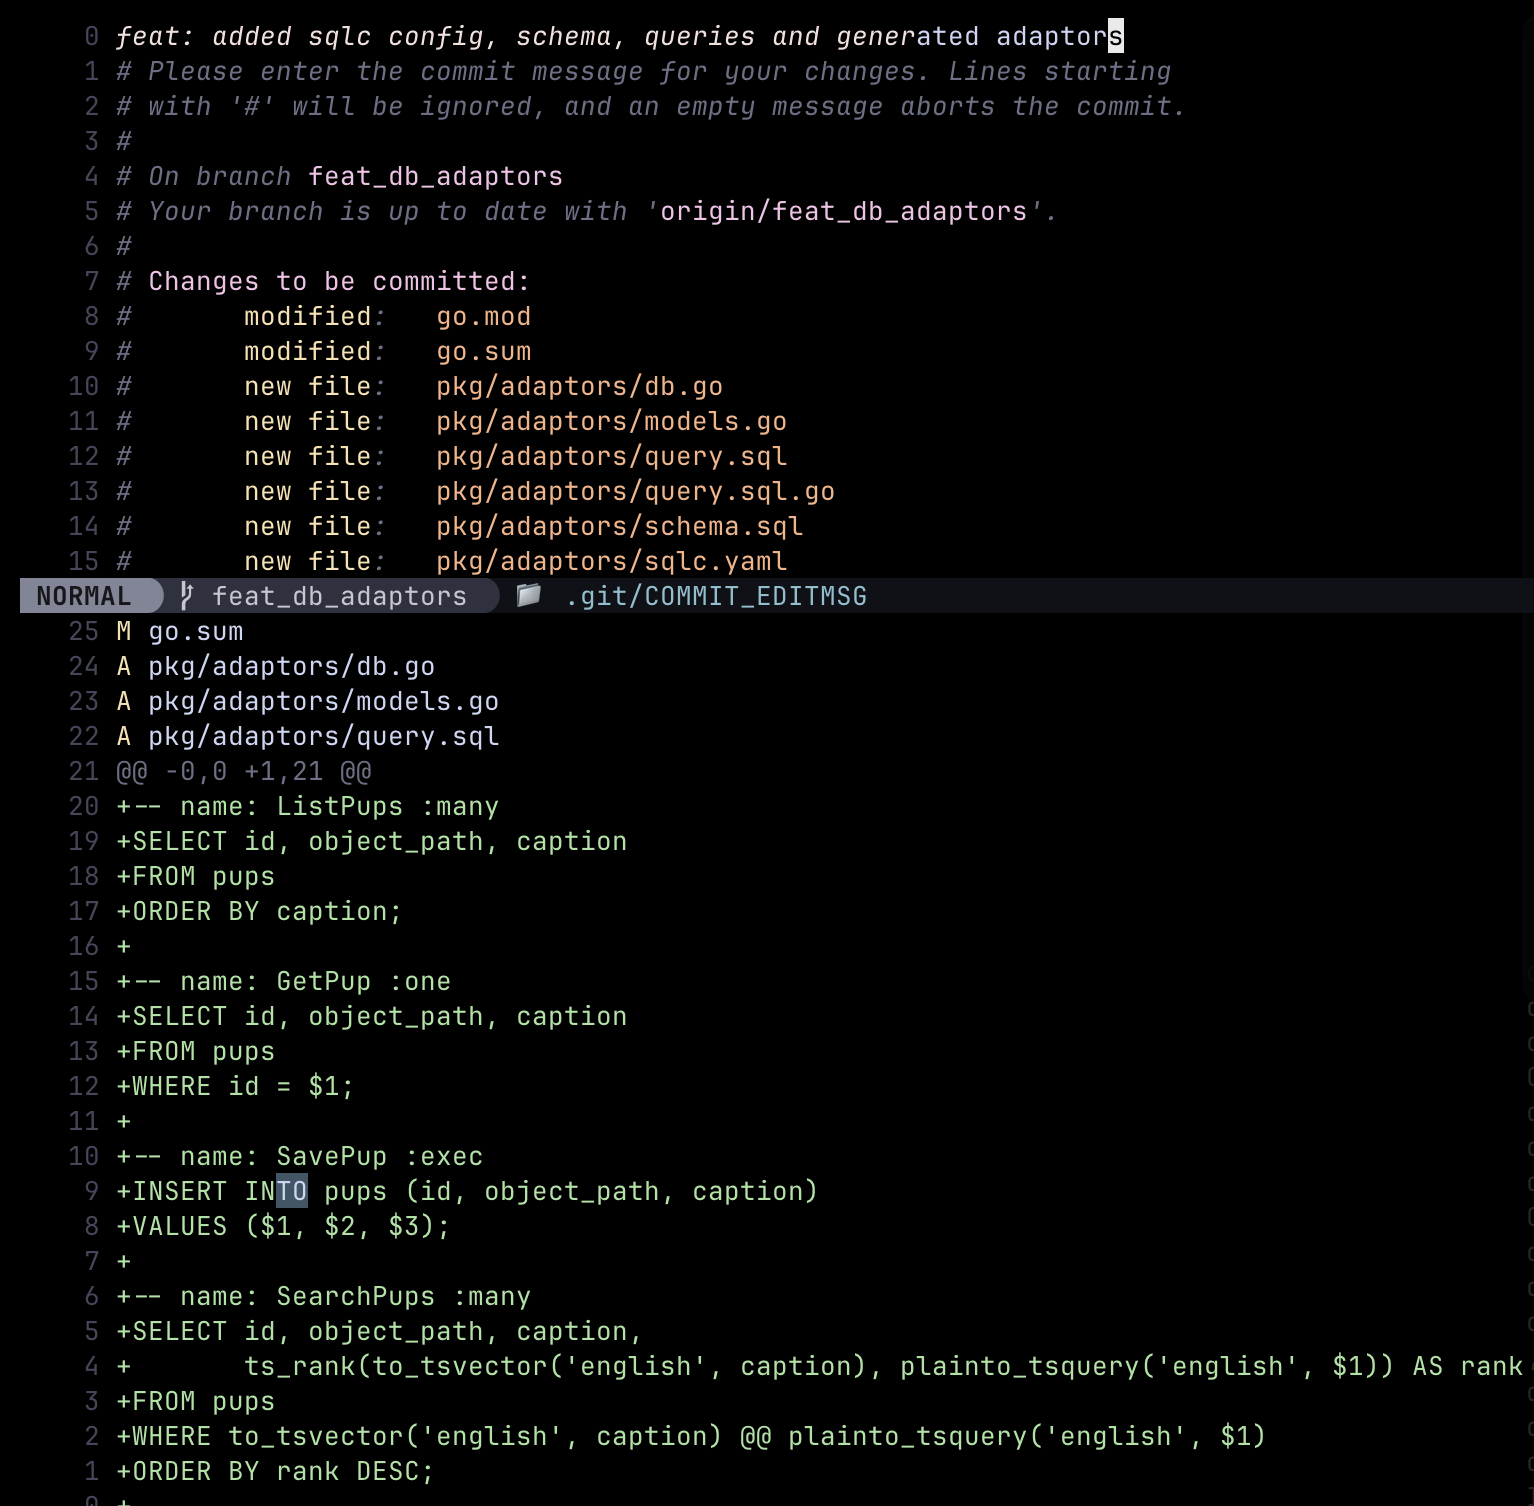 0 feat: added sqlc config, schema, queries and generated adaptors
1 # Please enter the commit message for your changes. Lines starting
2 # with '#' will be ignored, and an empty message aborts the commit.
3 #
4 # On branch feat_db_adaptors
5 # Your branch is up to date with 'origin/feat_db_adaptors'.
6 #
7 # Changes to be committed:
8 #       modified:   go.mod
9 #       modified:   go.sum
10 #       new file:   pkg/adaptors/db.go
11 #       new file:   pkg/adaptors/models.go
12 #       new file:   pkg/adaptors/query.sql
13 #       new file:   pkg/adaptors/query.sql.go
14 #       new file:   pkg/adaptors/schema.sql
15 #       new file:   pkg/adaptors/sqlc.yaml
NORMAL feat_db_adaptors .git/COMMIT_EDITMSG
25 M go.sum
24 A pkg/adaptors/db.go
23 A pkg/adaptors/models.go
22 A pkg/adaptors/query.sql
21 @@ -0,0 +1,21 @@
20 +-- name: ListPups :many
19 +SELECT id, object_path, caption
18 +FROM pups
17 +ORDER BY caption;
16 +
15 +-- name: GetPup :one
14 +SELECT id, object_path, caption
13 +FROM pups
12 +WHERE id = $1;
11 +
10 +-- name: SavePup :exec
9 +INSERT INTO pups (id, object_path, caption)
8 +VALUES ($1, $2, $3);
7 +
6 +-- name: SearchPups :many
5 +SELECT id, object_path, caption,
4 +       ts_rank(to_tsvector('english', caption), plainto_tsquery('english', $1)) AS rank
3 +FROM pups
2 +WHERE to_tsvector('english', caption) @@ plainto_tsquery('english', $1)
1 +ORDER BY rank DESC;
0 +